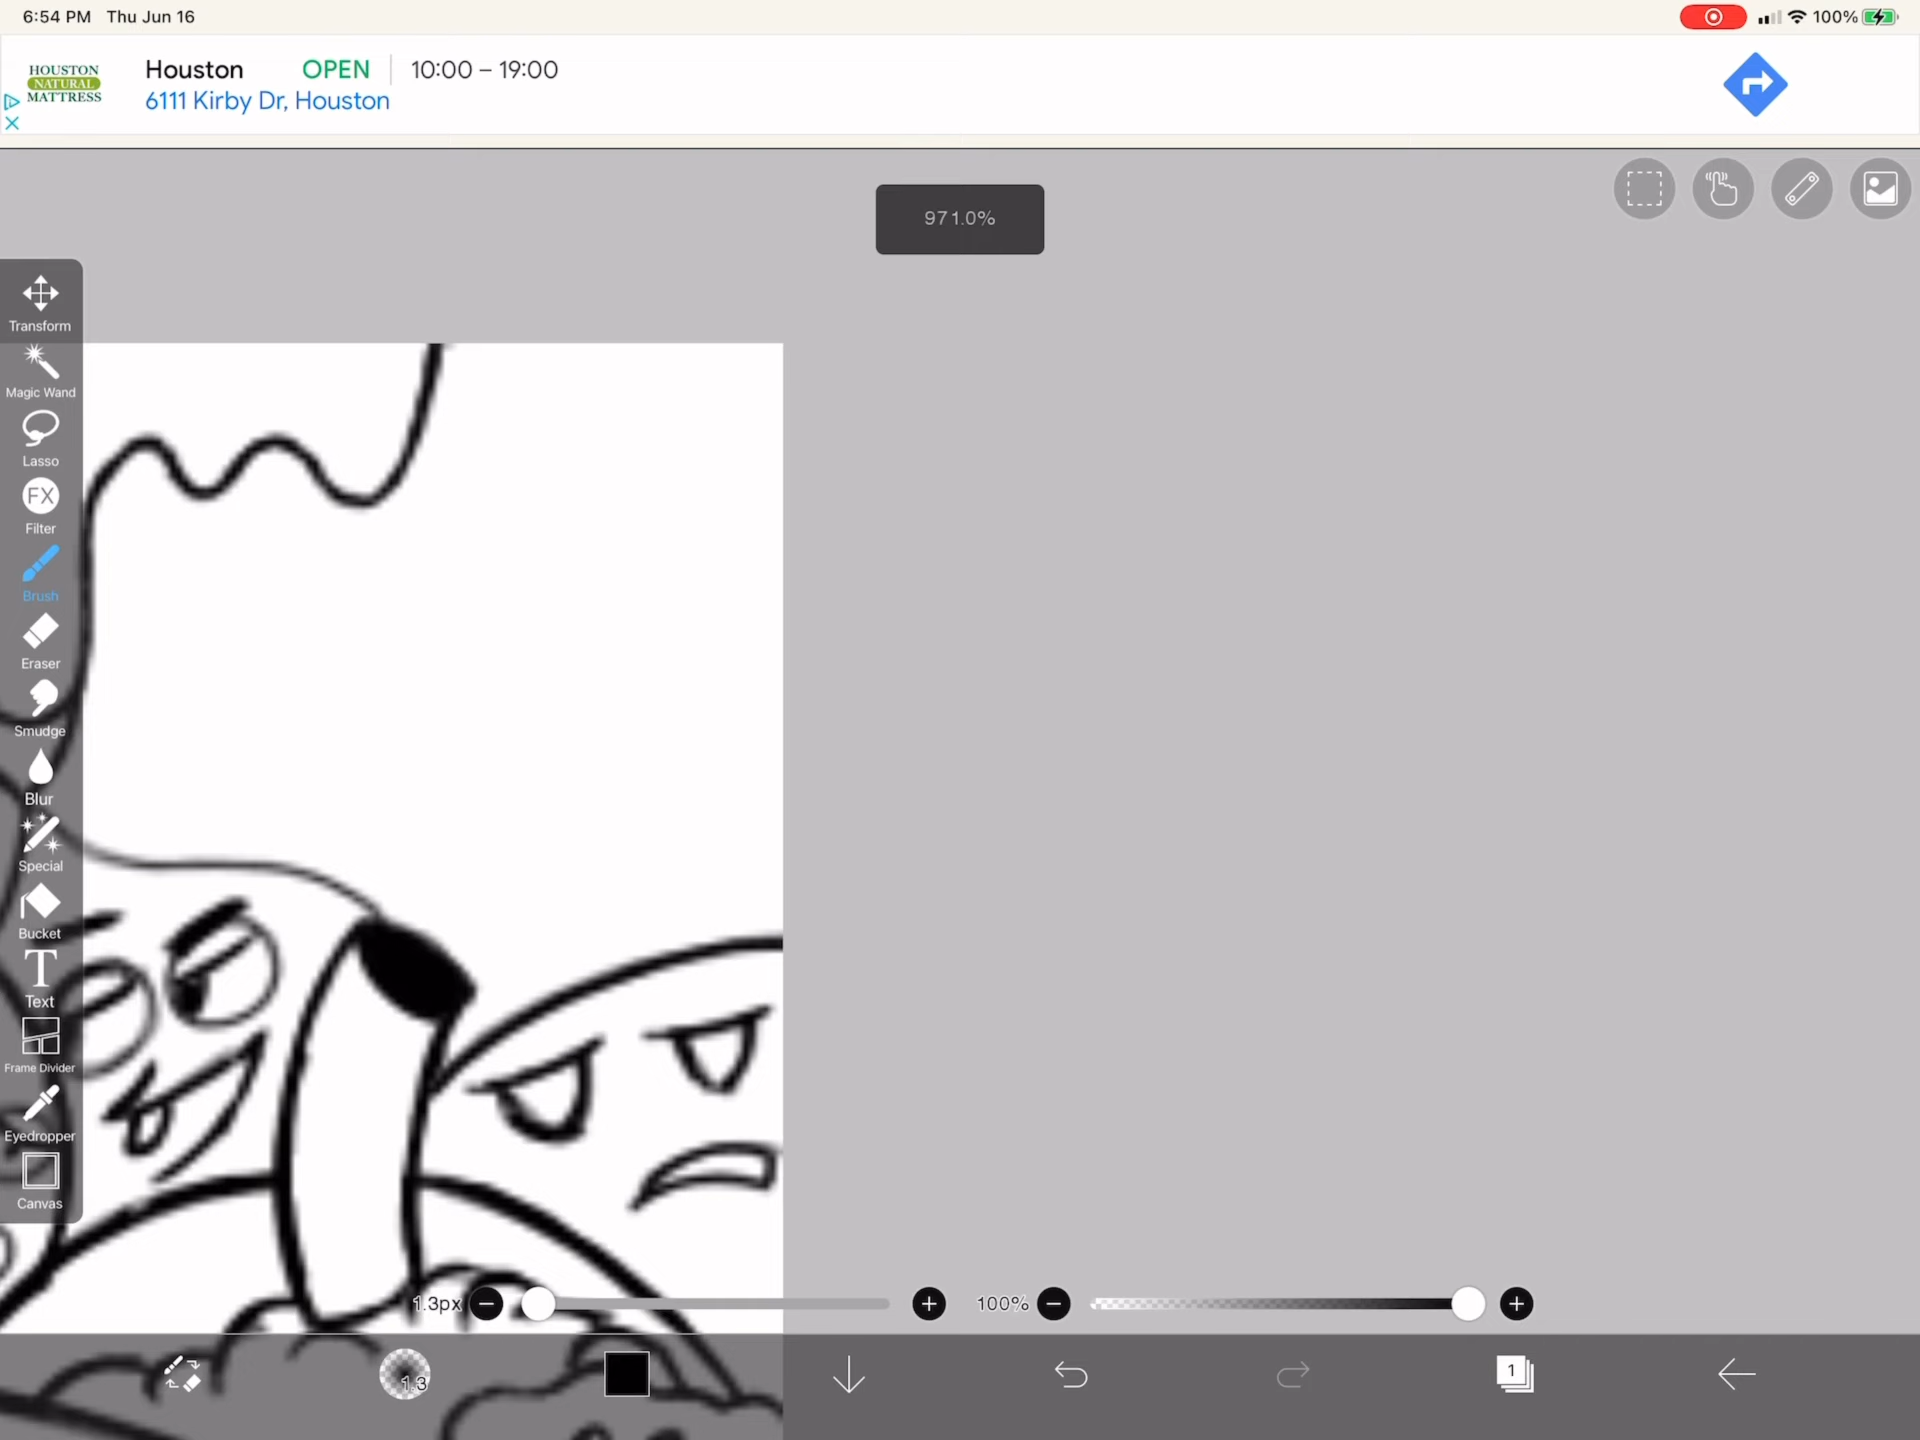 6:54 PM Thu Jun 16
100%
HOUSTON
NATURAL
MATTRESS
Houston OPEN 10:00 – 19:00
6111 Kirby Dr, Houston
971.0%
Transform
Magic Wand
Lasso
FX
Filter
Brush
Eraser
Smudge
Blur
Special
Bucket
T
Text
Frame Divider
Eyedropper
Canvas
1.3px
100%
1.3
1